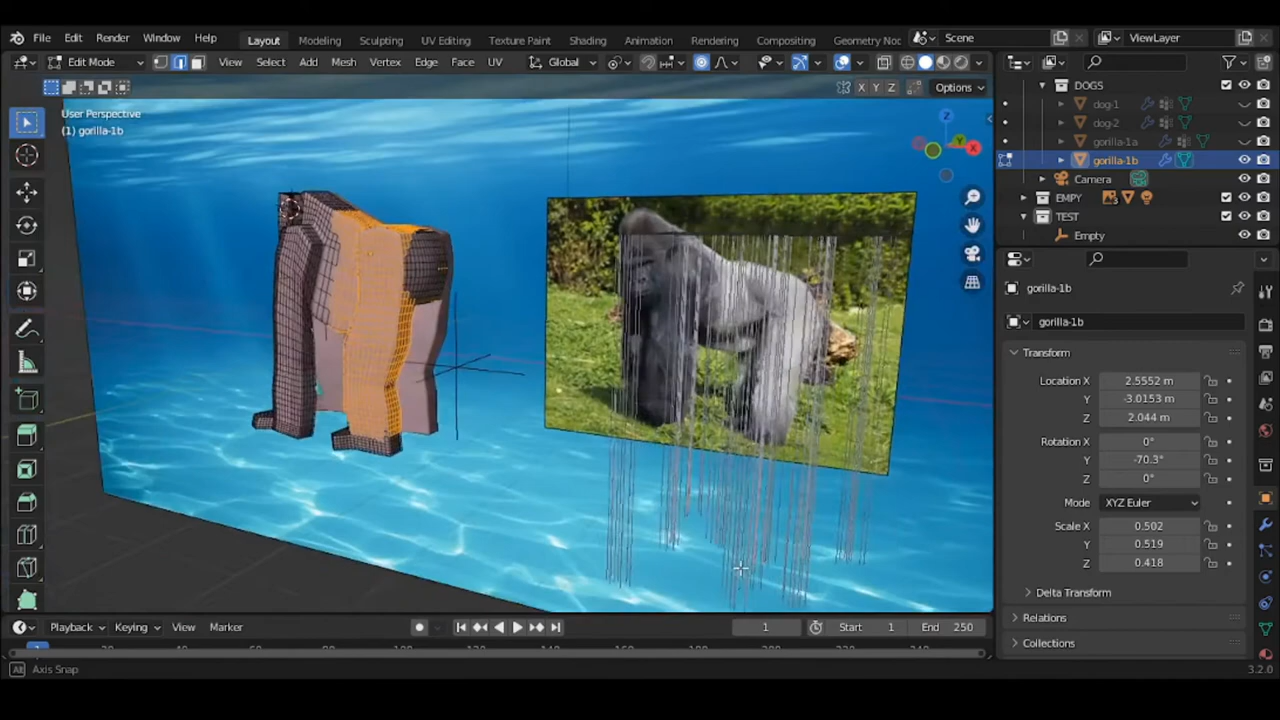 File Edit Render Window Help Layout Modeling Sculpting UV Editing Texture Paint Shading Animation Rendering Compositing Geometry Noc Scene ViewLayer
Edit Mode View Select Add Mesh Vertex Edge Face UV Global
X Y Z Options
User Perspective
(1) gorilla-1b
Z
Y
X
DOGS
dog-1
dog-2
gorilla-1a
gorilla-1b
Camera
EMPY
TEST
Empty
gorilla-1b
gorilla-1b
Transform
Location X 2.5552 m
Y -3.0153 m
Z 2.044 m
Rotation X 0°
Y -70.3°
Z 0°
Mode XYZ Euler
Scale X 0.502
Y 0.519
Z 0.418
Delta Transform
Relations
Collections
Playback Keying View Marker 1 Start 1 End 250
Alt Axis Snap 3.2.0